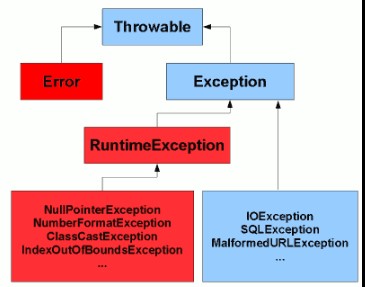 Throwable
Error
Exception
RuntimeException
NullPointerException
NumberFormatException
ClassCastException
IndexOutOfBoundsException
...
IOException
SQLException
MalformedURLException
...